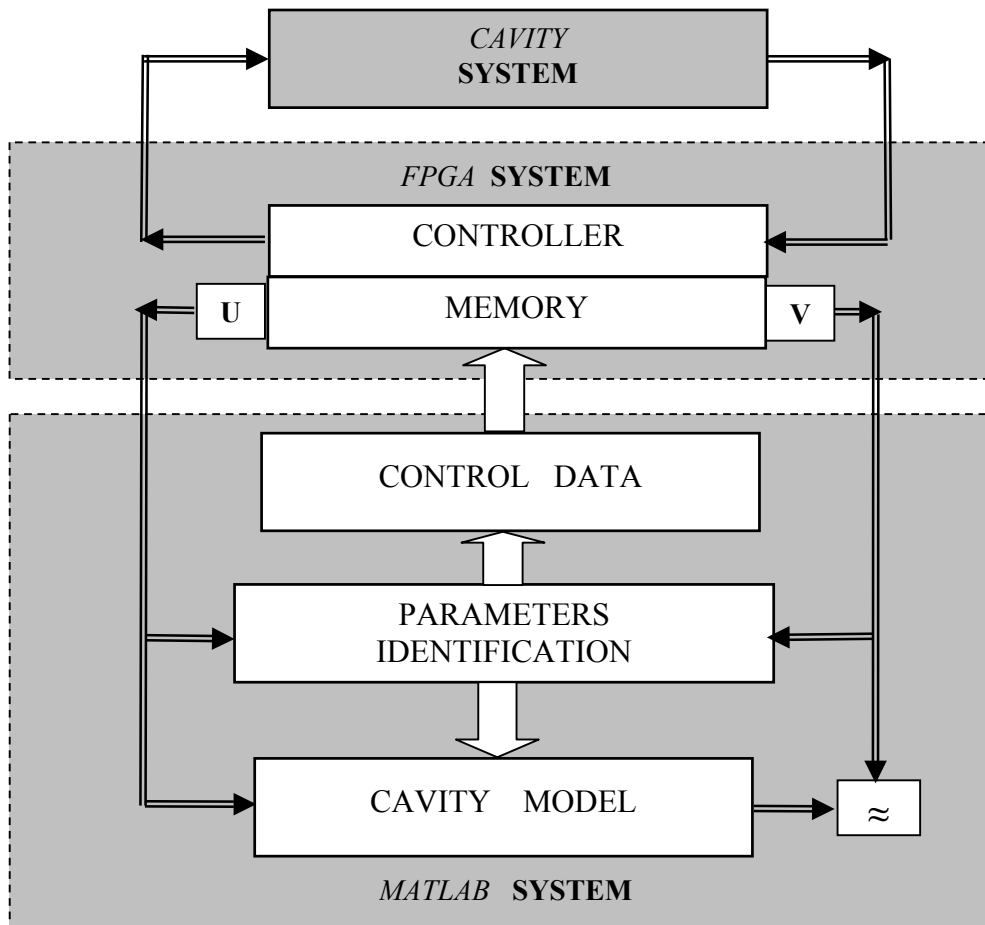 CAVITY
SYSTEM
FPGA SYSTEM
CONTROLLER
U
MEMORY
V
CONTROL DATA
PARAMETERS
IDENTIFICATION
CAVITY MODEL
≈
MATLAB SYSTEM